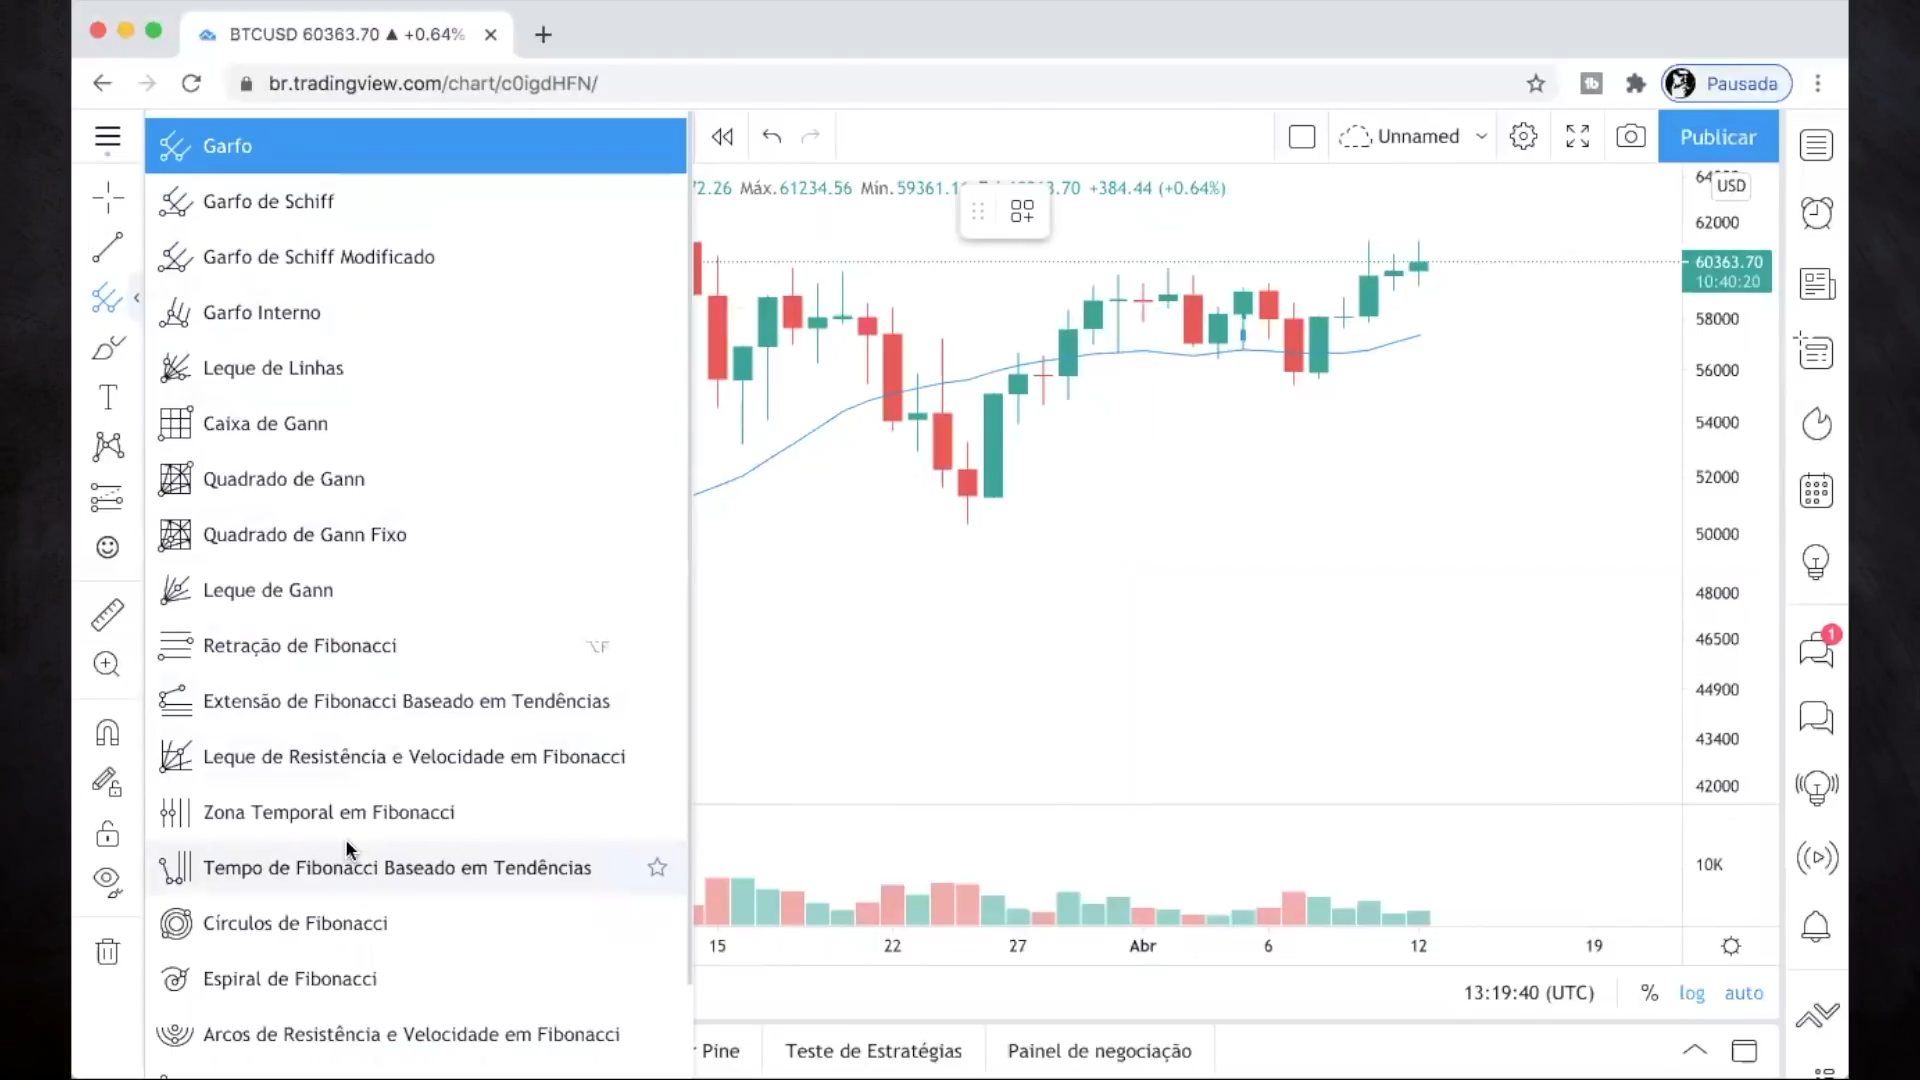 BTCUSD 60363.70 ▲ +0.64%
br.tradingview.com/chart/c0igdHFN/
Pausada
Garfo
Unnamed
Publicar
Garfo de Schiff
Máx.61234.56 +384.44 (+0.64%)
USD
Garfo de Schiff Modificado
Garfo Interno
Leque de Linhas
Caixa de Gann
Quadrado de Gann
Quadrado de Gann Fixo
Leque de Gann
Retração de Fibonacci ⌥F
Extensão de Fibonacci Baseado em Tendências
Leque de Resistência e Velocidade em Fibonacci
Zona Temporal em Fibonacci
Tempo de Fibonacci Baseado em Tendências
Círculos de Fibonacci
Espiral de Fibonacci
Arcos de Resistência e Velocidade em Fibonacci
62000
60363.70
10:40:20
58000
56000
54000
52000
50000
48000
46500
44900
43400
42000
10K
15 22 27 Abr 6 12 19
13:19:40 (UTC) % log auto
Pine Teste de Estratégias Painel de negociação
1